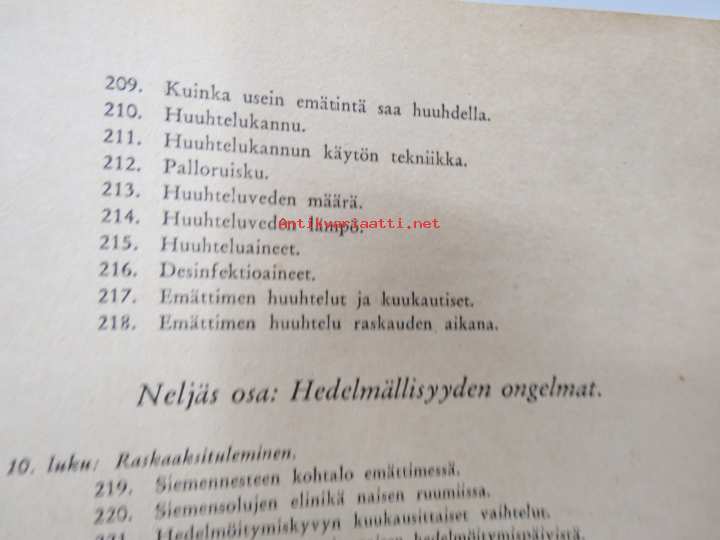 209. Kuinka usein emätintä saa huuhdella.
210. Huuhtelukannu.
211. Huuhtelukannun käytön tekniikka.
212. Palloruisku.
213. Huuhteluveden määrä.
214. Huuhteluveden lämpö.
Antikvariaatti.net
215. Huuhteluaineet.
216. Desinfektioaineet.
217. Emättimen huuhtelut ja kuukautiset.
218. Emättimen huuhtelu raskauden aikana.
Neljäs osa: Hedelmällisyyden ongelmat.
10. luku: Raskaaksituleminen.
219. Siemennesteen kohtalo emättimessä.
220. Siemensolujen elinikä naisen ruumiissa.
221. Hedelmöitymiskyvyn kuukausittaiset vaihtelut.
hedelmöitymispäivistä.